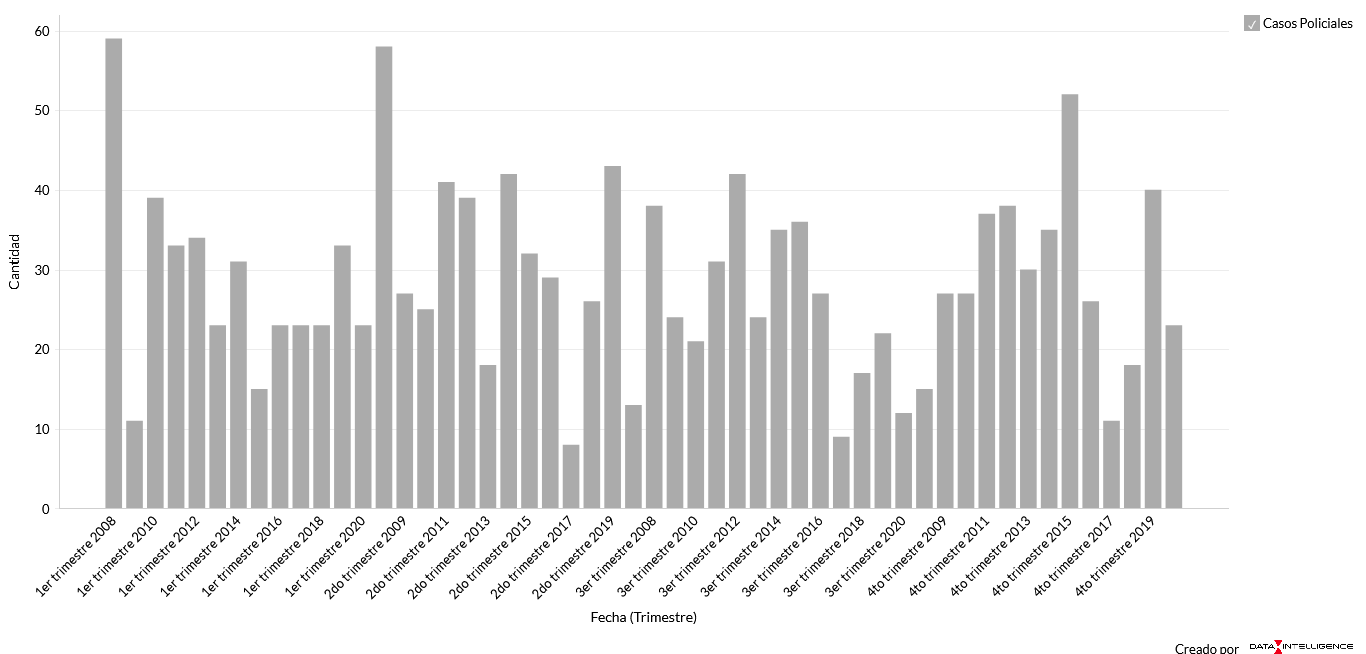 Casos Policiales
60
50
40
30
20
10
0
Cantidad
1er trimestre 2008
1er trimestre 2010
1er trimestre 2012
1er trimestre 2014
1er trimestre 2016
1er trimestre 2018
1er trimestre 2020
2do trimestre 2009
2do trimestre 2011
2do trimestre 2013
2do trimestre 2015
2do trimestre 2017
2do trimestre 2019
3er trimestre 2008
3er trimestre 2010
3er trimestre 2012
3er trimestre 2014
3er trimestre 2016
3er trimestre 2018
3er trimestre 2020
4to trimestre 2009
4to trimestre 2011
4to trimestre 2013
4to trimestre 2015
4to trimestre 2017
4to trimestre 2019
Fecha (Trimestre)
Creado por DATA INTELLIGENCE